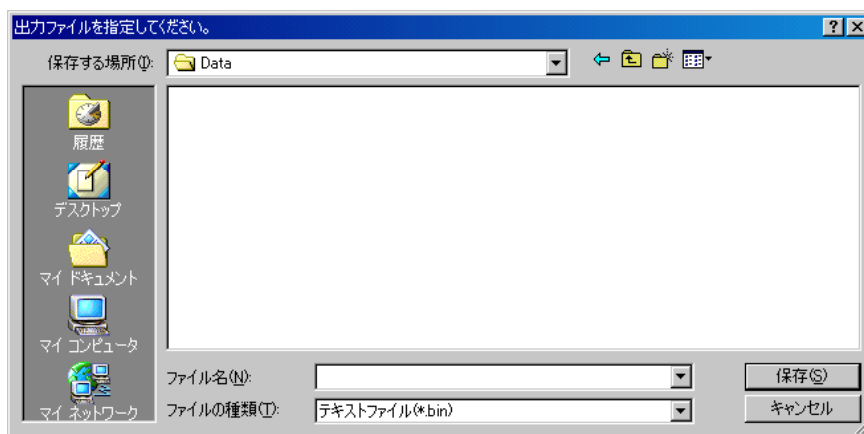 出力ファイルを指定してください。
保存する場所(I):
Data
履歴
デスクトップ
マイ ドキュメント
マイ コンピュータ
マイ ネットワーク
ファイル名(N):
保存(S)
ファイルの種類(T):
テキストファイル(*.bin)
キャンセル